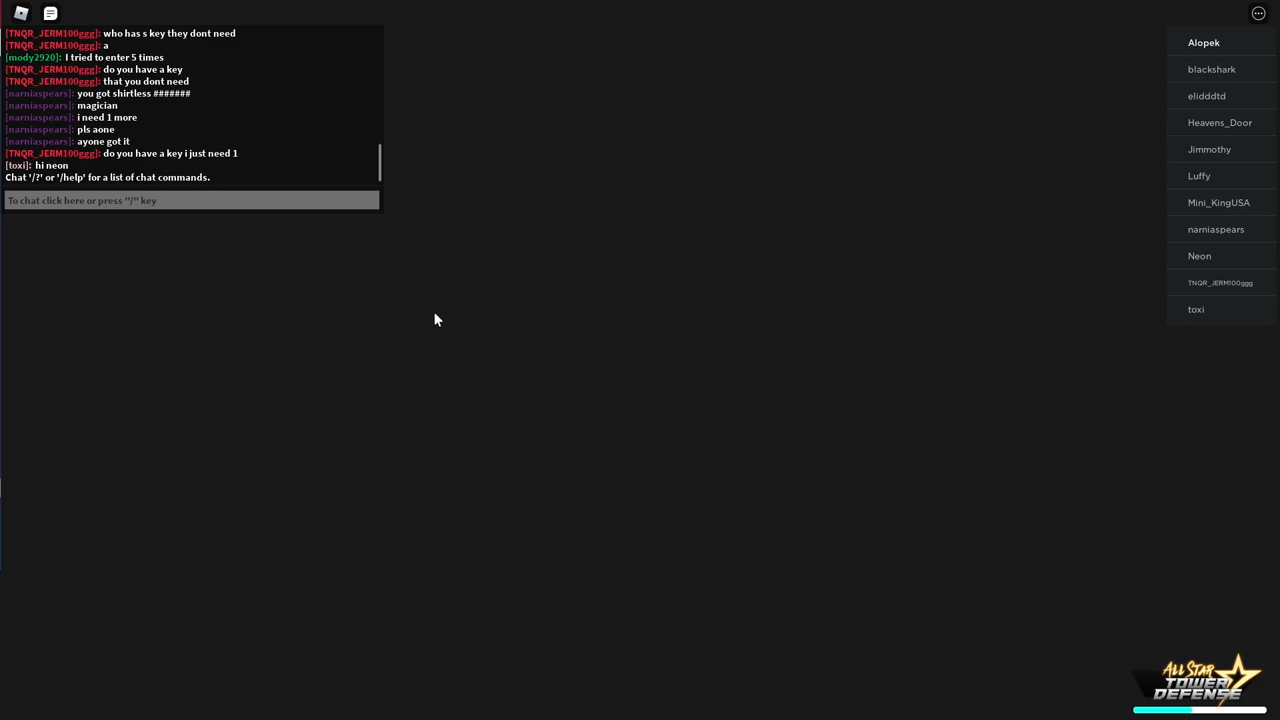 [TNQR_JERM100ggg]: who has s key they dont need
[TNQR_JERM100ggg]: a
[mody2920]: I tried to enter 5 times
[TNQR_JERM100ggg]: do you have a key
[TNQR_JERM100ggg]: that you dont need
[narniaspears]: you got shirtless #######
[narniaspears]: magician
[narniaspears]: i need 1 more
[narniaspears]: pls aone
[narniaspears]: ayone got it
[TNQR_JERM100ggg]: do you have a key i just need 1
[toxi]: hi neon
Chat '/?' or '/help' for a list of chat commands.
To chat click here or press "/" key
Alopek
blackshark
elidddtd
Heavens_Door
Jimmothy
Luffy
Mini_KingUSA
narniaspears
Neon
TNQR_JERM100ggg
toxi
ALL STAR
TOWER
DEFENSE